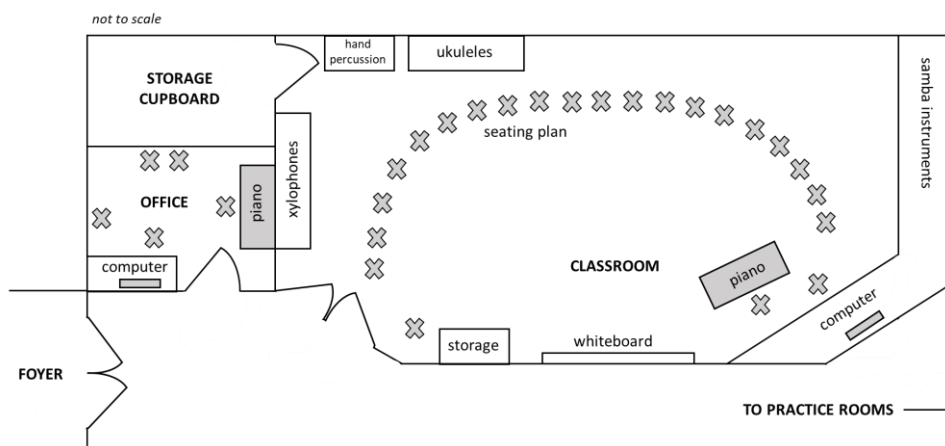 not to scale
hand
percussion
ukuleles
STORAGE
CUPBOARD
samba instruments
seating plan
xylophones
piano
OFFICE
computer
CLASSROOM
piano
computer
storage
whiteboard
FOYER
TO PRACTICE ROOMS